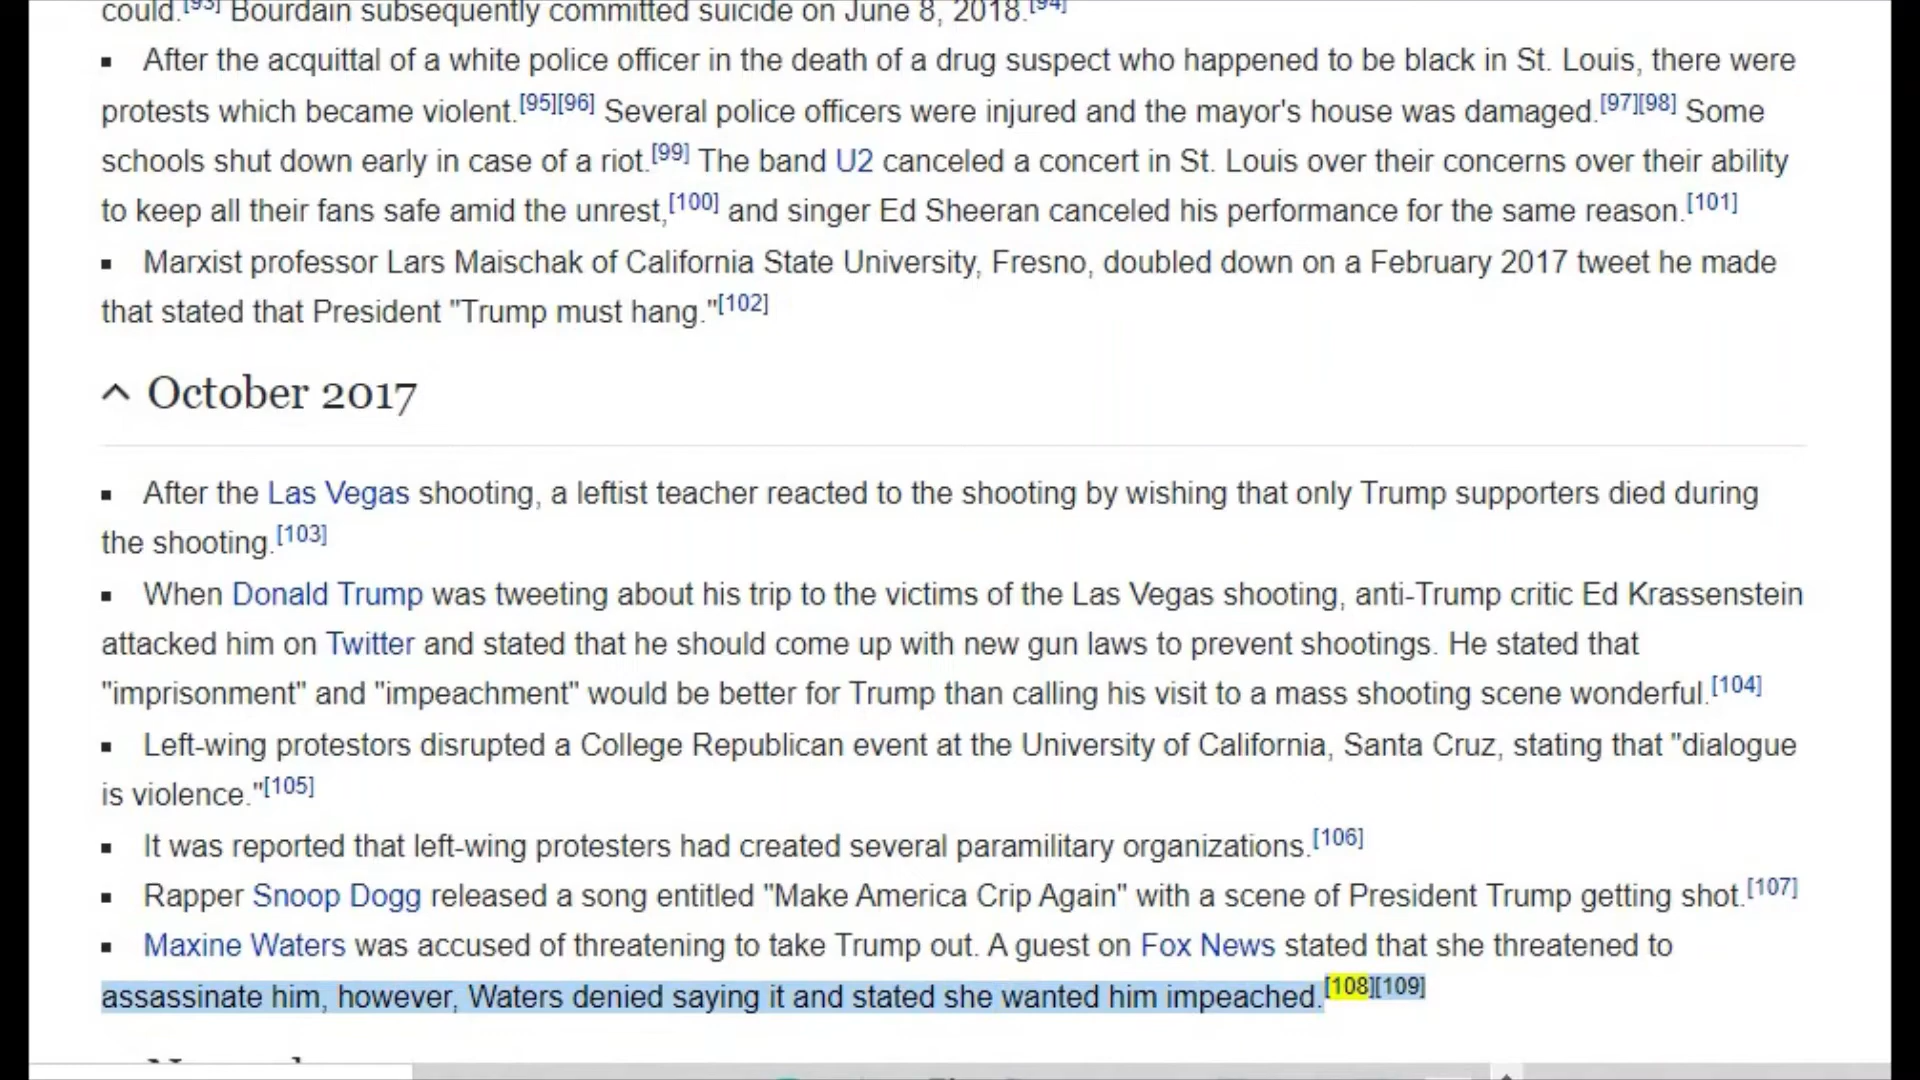 could.[93] Bourdain subsequently committed suicide on June 8, 2018.[94]
▪ After the acquittal of a white police officer in the death of a drug suspect who happened to be black in St. Louis, there were
protests which became violent.[95][96] Several police officers were injured and the mayor's house was damaged.[97][98] Some
schools shut down early in case of a riot.[99] The band U2 canceled a concert in St. Louis over their concerns over their ability
to keep all their fans safe amid the unrest,[100] and singer Ed Sheeran canceled his performance for the same reason.[101]
▪ Marxist professor Lars Maischak of California State University, Fresno, doubled down on a February 2017 tweet he made
that stated that President "Trump must hang."[102]
October 2017
▪ After the Las Vegas shooting, a leftist teacher reacted to the shooting by wishing that only Trump supporters died during
the shooting.[103]
▪ When Donald Trump was tweeting about his trip to the victims of the Las Vegas shooting, anti-Trump critic Ed Krassenstein
attacked him on Twitter and stated that he should come up with new gun laws to prevent shootings. He stated that
"imprisonment" and "impeachment" would be better for Trump than calling his visit to a mass shooting scene wonderful.[104]
▪ Left-wing protestors disrupted a College Republican event at the University of California, Santa Cruz, stating that "dialogue
is violence."[105]
▪ It was reported that left-wing protesters had created several paramilitary organizations.[106]
▪ Rapper Snoop Dogg released a song entitled "Make America Crip Again" with a scene of President Trump getting shot.[107]
▪ Maxine Waters was accused of threatening to take Trump out. A guest on Fox News stated that she threatened to
assassinate him, however, Waters denied saying it and stated she wanted him impeached.[108][109]